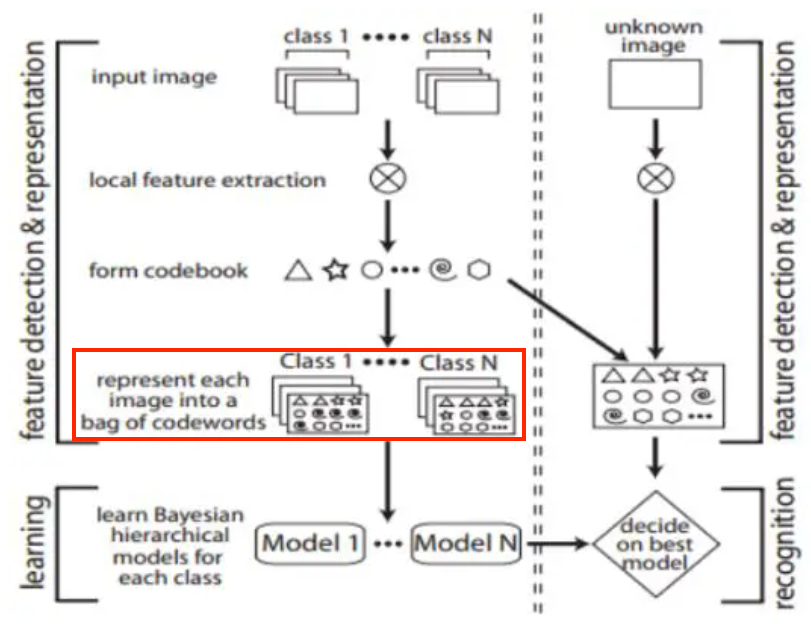 class 1 •••• class N
unknown
image
input image
local feature extraction
form codebook
•••
Class 1 •••• Class N
represent each
image into a
bag of codewords
•••
•••
•••
learn Bayesian
hierarchical
models for
each class
Model 1 ••• Model N
decide
on best
model
feature detection & representation
learning
feature detection & representation
recognition